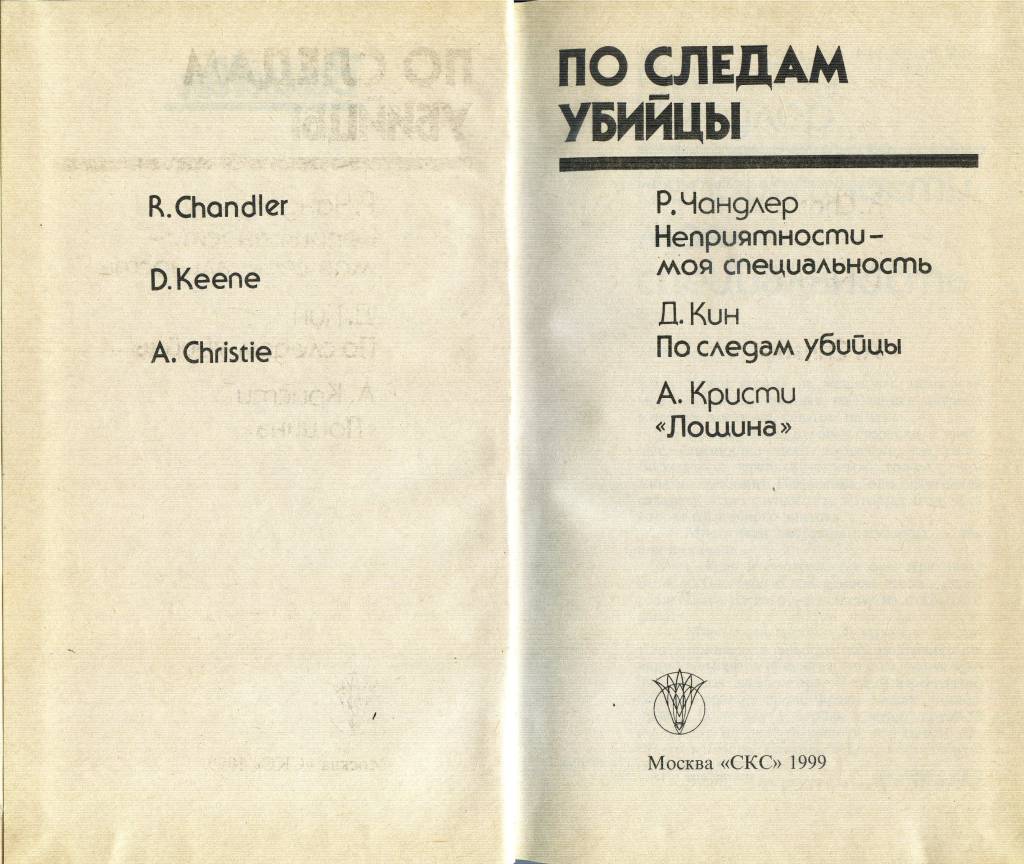 R. Chandler
D. Keene
A. Christie
ПО СЛЕДАМ
УБИЙЦЫ
Р. Чандлер
Неприятности –
моя специальность
Д. Кин
По следам убийцы
А. Кристи
«Лощина»
Москва «СКС» 1999